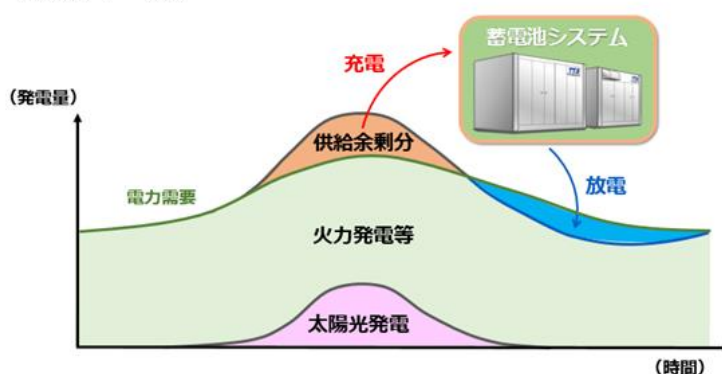 蓄電池システム
充電
(発電量)
供給余剰分
電力需要
放電
火力発電等
太陽光発電
(時間)